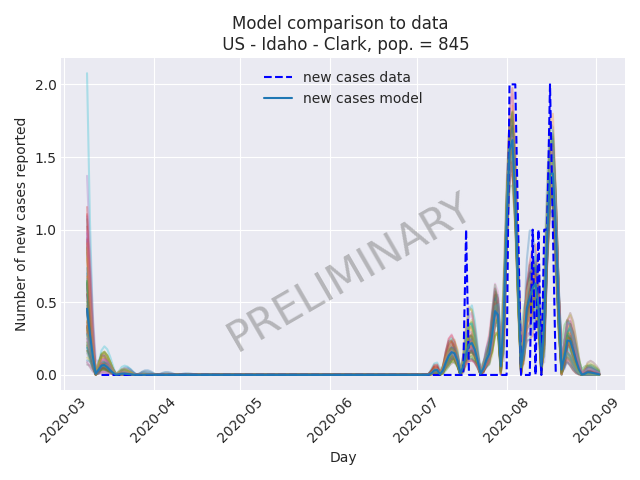 Model comparison to data
US - Idaho - Clark, pop. = 845
new cases data
new cases model
Number of new cases reported
2.0
1.5
1.0
0.5
0.0
PRELIMINARY
2020-03
2020-04
2020-05
2020-06
2020-07
2020-08
2020-09
Day